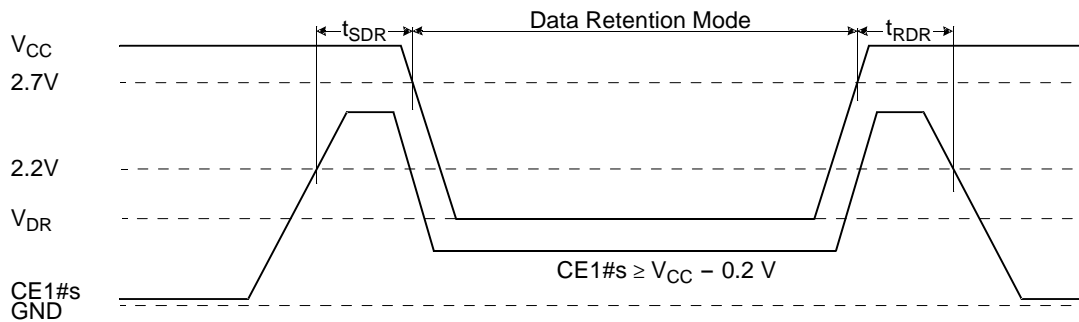 Data Retention Mode
tSDR
tRDR
VCC
2.7V
2.2V
VDR
CE1#s ≥ VCC − 0.2 V
CE1#s
GND